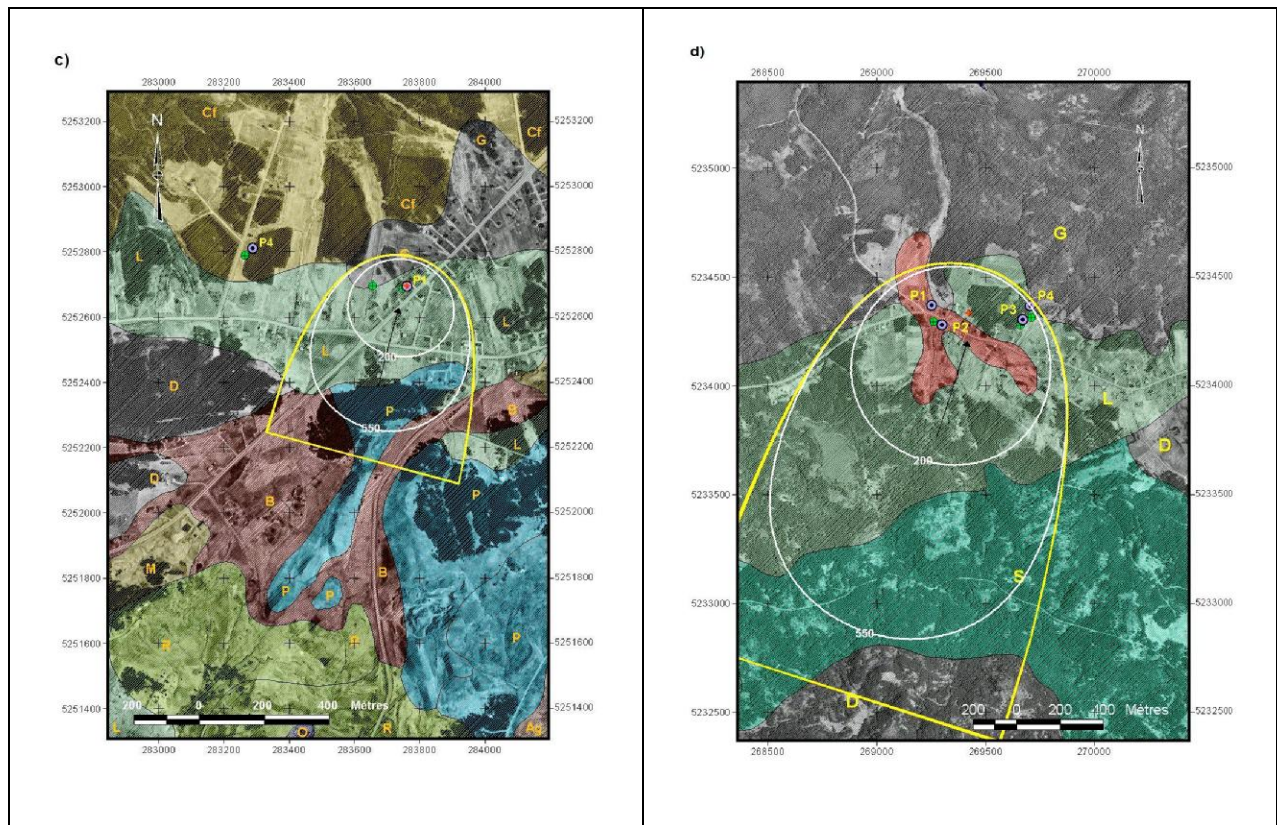 c)
283000 283200 283400 283600 283800 284000
5253200 Cf Cf 5253200
N G
5253000 Cf 5253000
5252800 P4 5252800
L
5252600 L 5252600
L
200
5252400 D P B 5252400
550
5252200 L 5252200
B P
5252000 5252000
M
5251800 B 5251800
P P
5251600 R R P 5251600
200 0 200 400 Mètres
5251400 L R Ag 5251400
283000 283200 283400 283600 283800 284000
d)
268500 269000 269500 270000
N
5235000 5235000
G
5234500 5234500
P1 P4
P2 P3
5234000 L 5234000
200 D
5233500 5233500
S
5233000 550 5233000
D
200 0 200 400 Mètres
5232500 5232500
268500 269000 269500 270000